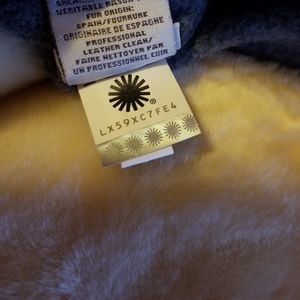 FUR ORIGIN:
SPAIN/FOURRURE
ORIGINAIRE DE ESPAGNE
PROFESSIONAL
LEATHER CLEAN/
FAIRE NETTOYER PAR
UN PROFESSIONNEL CUIR
®
LX59XC7FE4